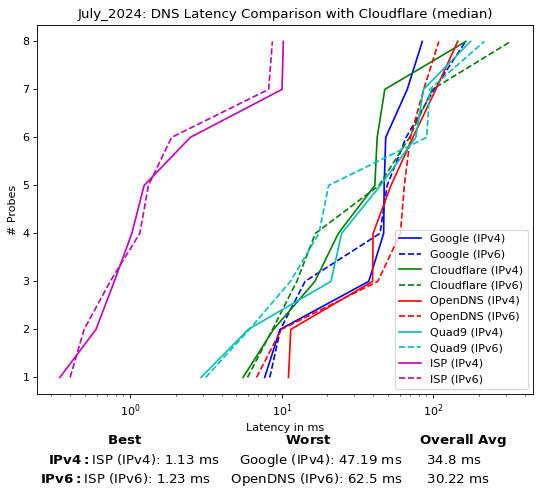 July_2024: DNS Latency Comparison with Cloudflare (median)
# Probes
8
7
6
5
4
3
2
1
Google (IPv4)
Google (IPv6)
Cloudflare (IPv4)
Cloudflare (IPv6)
OpenDNS (IPv4)
OpenDNS (IPv6)
Quad9 (IPv4)
Quad9 (IPv6)
ISP (IPv4)
ISP (IPv6)
10⁰ 10¹ 10²
Latency in ms
Best Worst Overall Avg
IPv4: ISP (IPv4): 1.13 ms Google (IPv4): 47.19 ms 34.8 ms
IPv6: ISP (IPv6): 1.23 ms OpenDNS (IPv6): 62.5 ms 30.22 ms